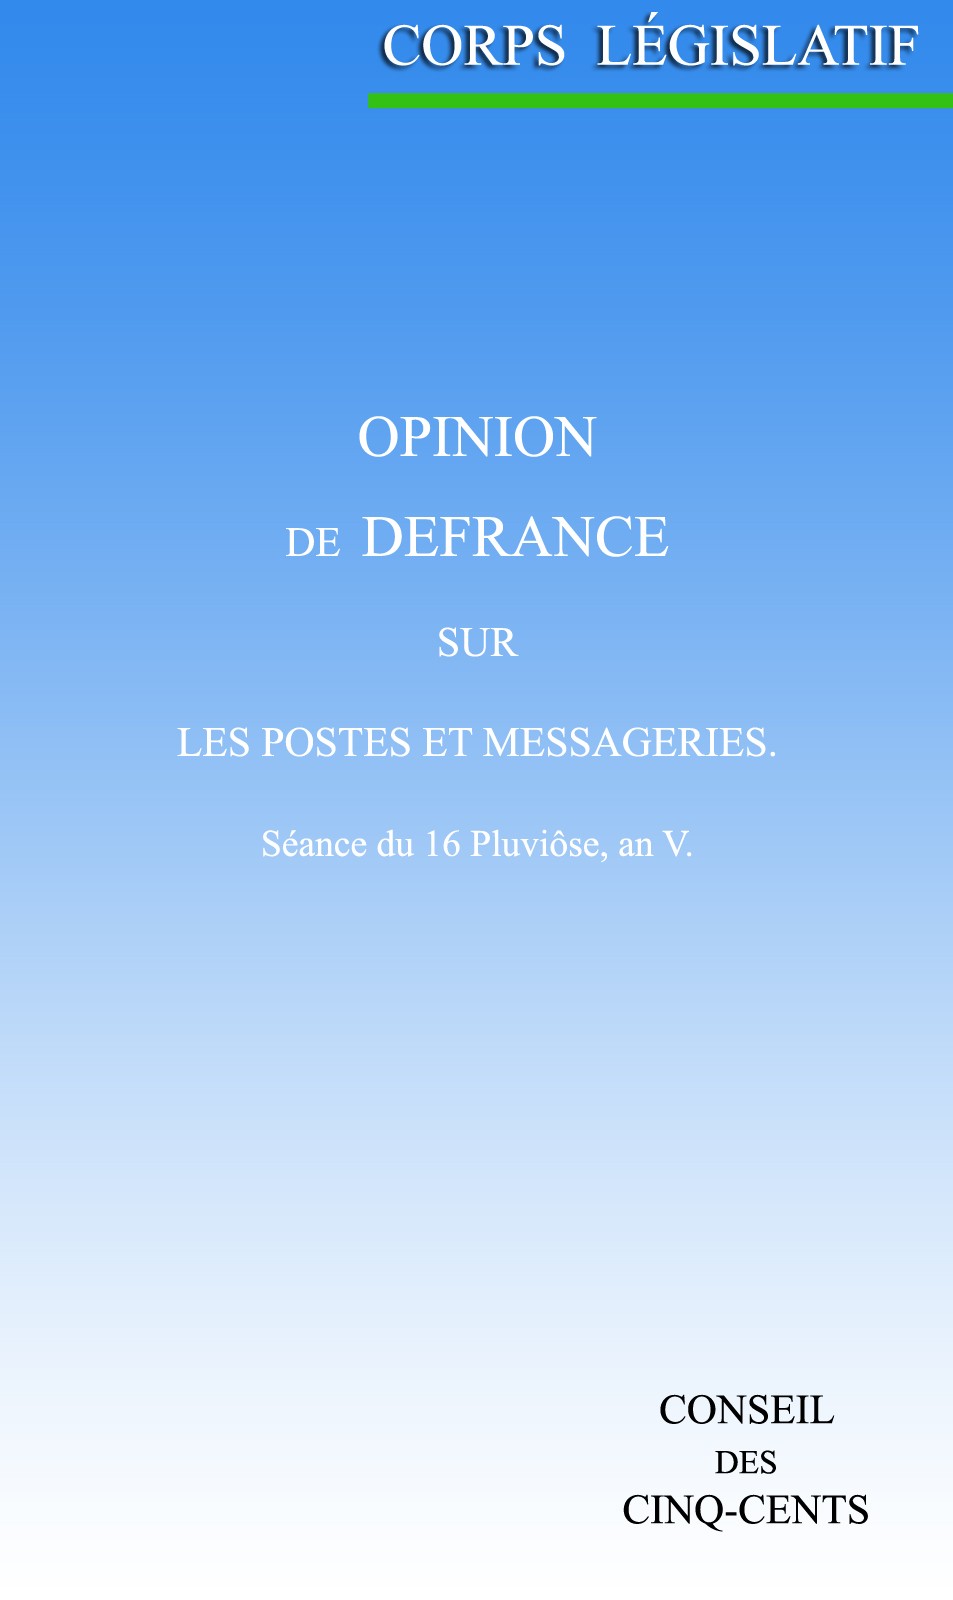 CORPS LÉGISLATIF
OPINION
DE DEFRANCE
SUR
LES POSTES ET MESSAGERIES.
Séance du 16 Pluviôse, an V.
CONSEIL
DES
CINQ-CENTS